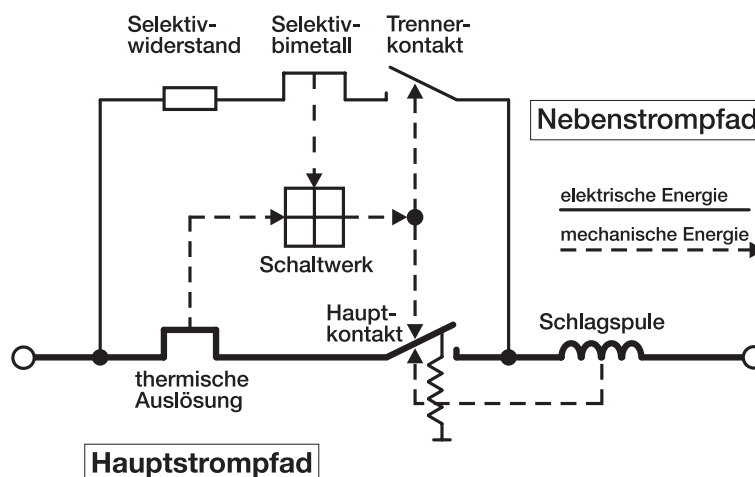 Selektiv-
widerstand
Selektiv-
bimetall
Trenner-
kontakt
Nebenstrompfad
elektrische Energie
mechanische Energie
Schaltwerk
Haupt-
kontakt
Schlagspule
thermische
Auslösung
Hauptstrompfad